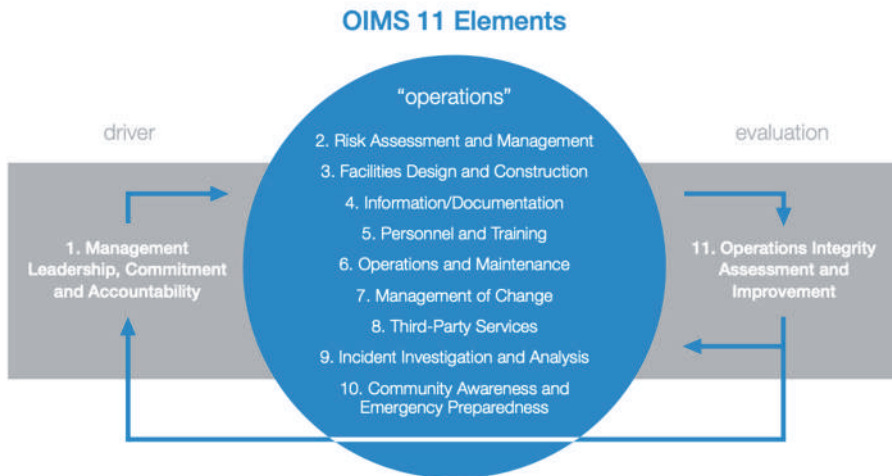 OIMS 11 Elements
driver
1. Management
Leadership, Commitment
and Accountability
“operations”
2. Risk Assessment and Management
3. Facilities Design and Construction
4. Information/Documentation
5. Personnel and Training
6. Operations and Maintenance
7. Management of Change
8. Third-Party Services
9. Incident Investigation and Analysis
10. Community Awareness and
Emergency Preparedness
evaluation
11. Operations Integrity
Assessment and
Improvement